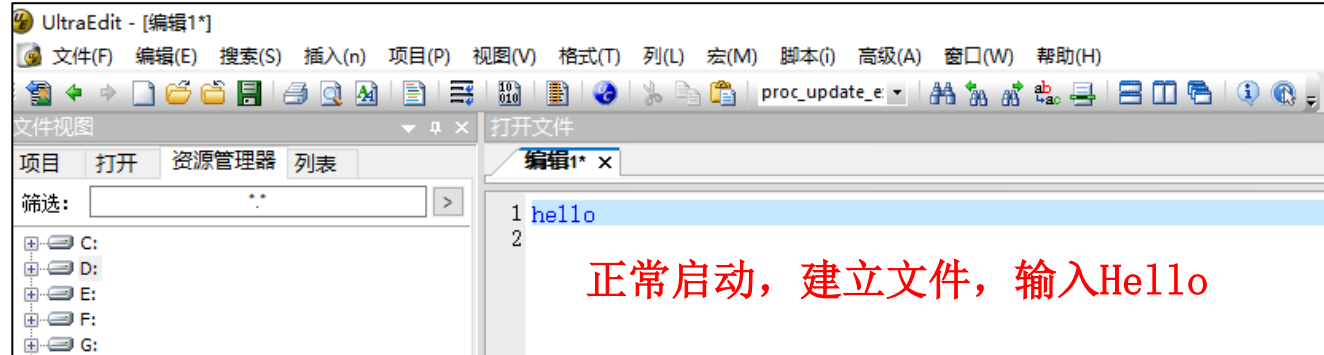 UltraEdit - [编辑1*]
文件(F) 编辑(E) 搜索(S) 插入(n) 项目(P) 视图(V) 格式(T) 列(L) 宏(M) 脚本(i) 高级(A) 窗口(W) 帮助(H)
proc_update_e
文件视图
打开文件
项目 打开 资源管理器 列表
编辑1* ×
筛选: *.* >
1 hello
2
正常启动，建立文件，输入Hello
C:
D:
E:
F:
G: